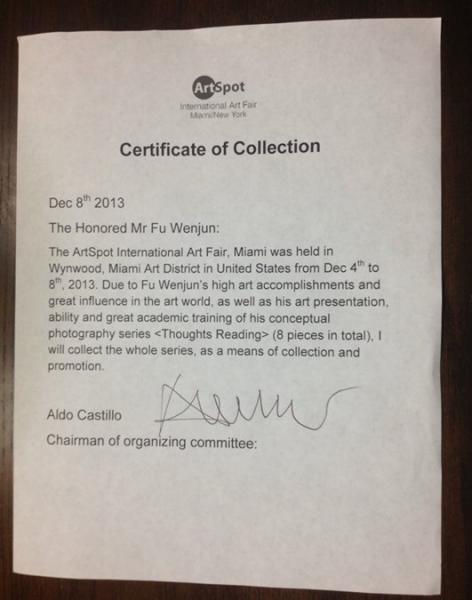 ArtSpot
International Art Fair
Miami/New York
Certificate of Collection
Dec 8th 2013
The Honored Mr Fu Wenjun:
The ArtSpot International Art Fair, Miami was held in
Wynwood, Miami Art District in United States from Dec 4th to
8th, 2013. Due to Fu Wenjun's high art accomplishments and
great influence in the art world, as well as his art presentation,
ability and great academic training of his conceptual
photography series <Thoughts Reading> (8 pieces in total), I
will collect the whole series, as a means of collection and
promotion.
Aldo Castillo
Chairman of organizing committee: